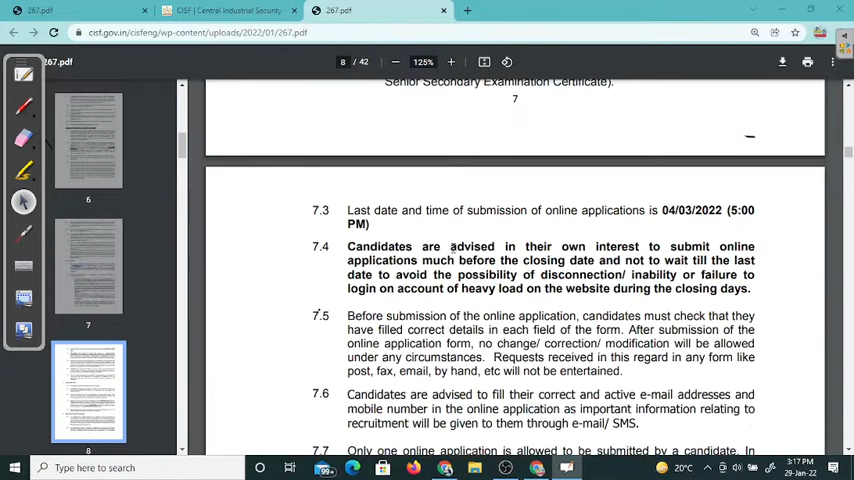 267.pdf
CISF | Central Industrial Security
267.pdf
cisf.gov.in/cisfeng/wp-content/uploads/2022/01/267.pdf
267.pdf
8 / 42
125%
6
7
8
Senior Secondary Examination Certificate).
7
7.3 Last date and time of submission of online applications is 04/03/2022 (5:00
PM)
7.4 Candidates are advised in their own interest to submit online
applications much before the closing date and not to wait till the last
date to avoid the possibility of disconnection/ inability or failure to
login on account of heavy load on the website during the closing days.
7.5 Before submission of the online application, candidates must check that they
have filled correct details in each field of the form. After submission of the
online application form, no change/ correction/ modification will be allowed
under any circumstances. Requests received in this regard in any form like
post, fax, email, by hand, etc will not be entertained.
7.6 Candidates are advised to fill their correct and active e-mail addresses and
mobile number in the online application as important information relating to
recruitment will be given to them through e-mail/ SMS.
7.7 Only one online application is allowed to be submitted by a candidate. In
Type here to search
99+
20°C
3:17 PM
29-Jan-22